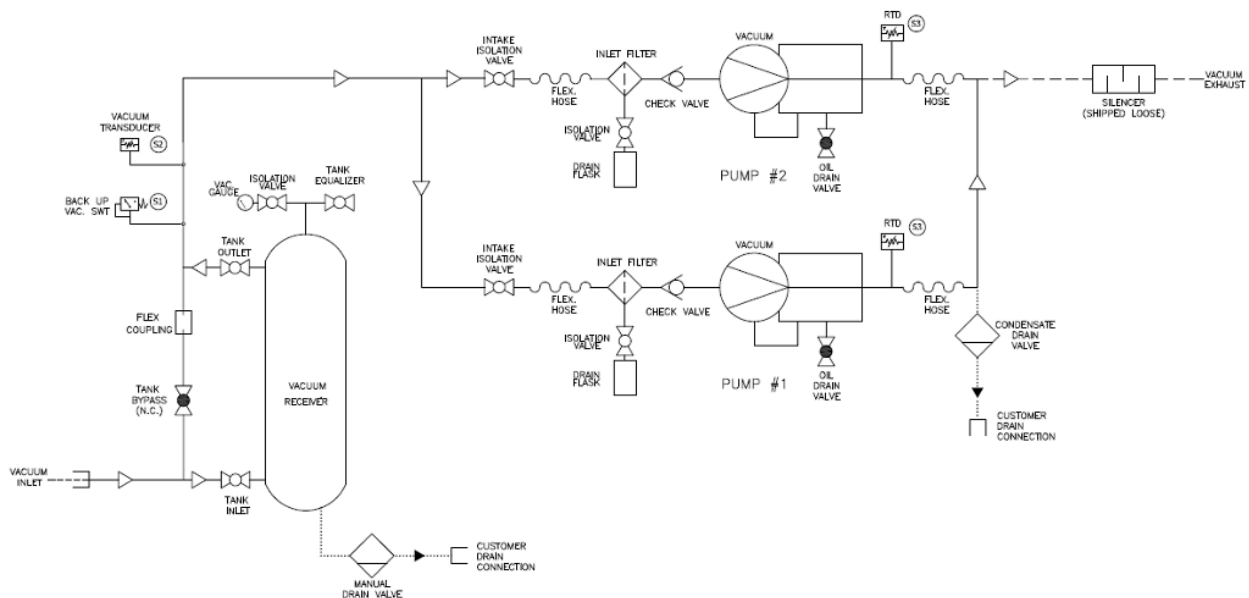 RTD
S3
VACUUM
INTAKE
ISOLATION
VALVE
INLET FILTER
FLEX.
HOSE
CHECK VALVE
FLEX.
HOSE
VACUUM
EXHAUST
SILENCER
(SHIPPED LOOSE)
ISOLATION
VALVE
DRAIN
FLASK
OIL
DRAIN
VALVE
PUMP #2
VACUUM
TRANSDUCER
S2
BACK UP
VAC. SWT
S1
VAC.
GAUGE
ISOLATION
VALVE
TANK
EQUALIZER
TANK
OUTLET
FLEX
COUPLING
TANK
BYPASS
(N.C.)
VACUUM
RECEIVER
VACUUM
INLET
TANK
INLET
MANUAL
DRAIN VALVE
CUSTOMER
DRAIN
CONNECTION
RTD
S3
VACUUM
INTAKE
ISOLATION
VALVE
INLET FILTER
FLEX.
HOSE
CHECK VALVE
FLEX.
HOSE
ISOLATION
VALVE
DRAIN
FLASK
OIL
DRAIN
VALVE
PUMP #1
CONDENSATE
DRAIN
VALVE
CUSTOMER
DRAIN
CONNECTION